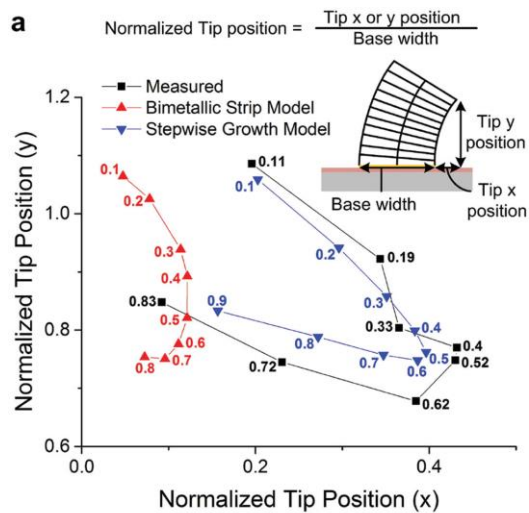 a
Normalized Tip position = Tip x or y position
Base width
Measured
Bimetallic Strip Model
Stepwise Growth Model
Tip y
position
Base width
Tip x
position
Normalized Tip Position (y)
1.2
1.0
0.8
0.6
0.1
0.2
0.3
0.4
0.5
0.6
0.7
0.8
0.11
0.19
0.33
0.4
0.52
0.62
0.72
0.83
0.1
0.2
0.3
0.4
0.5
0.6
0.7
0.8
0.9
0.0
0.2
0.4
Normalized Tip Position (x)